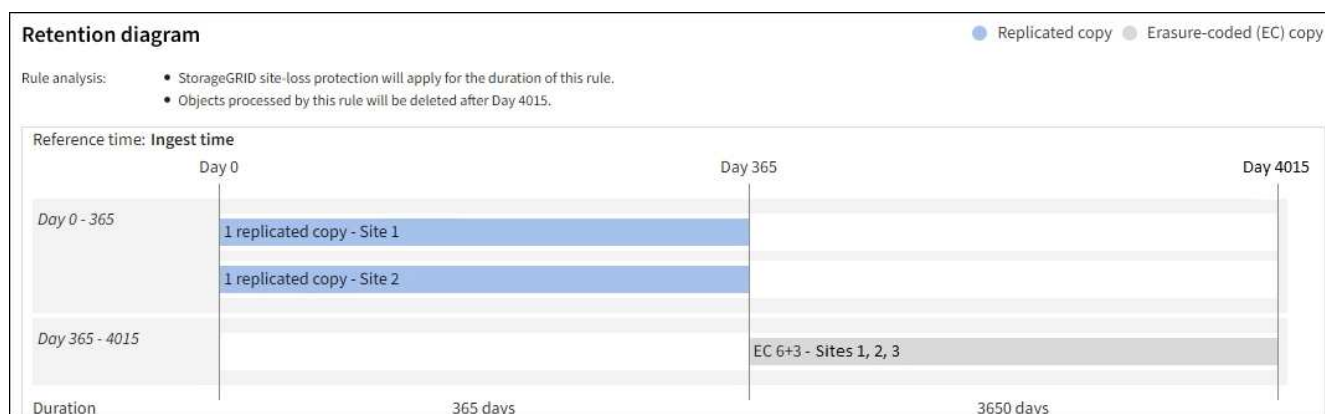 Retention diagram
Replicated copy Erasure-coded (EC) copy
Rule analysis:
• StorageGRID site-loss protection will apply for the duration of this rule.
• Objects processed by this rule will be deleted after Day 4015.
Reference time: Ingest time
Day 0 Day 365 Day 4015
Day 0 - 365
1 replicated copy - Site 1
1 replicated copy - Site 2
Day 365 - 4015
EC 6+3 - Sites 1, 2, 3
Duration 365 days 3650 days